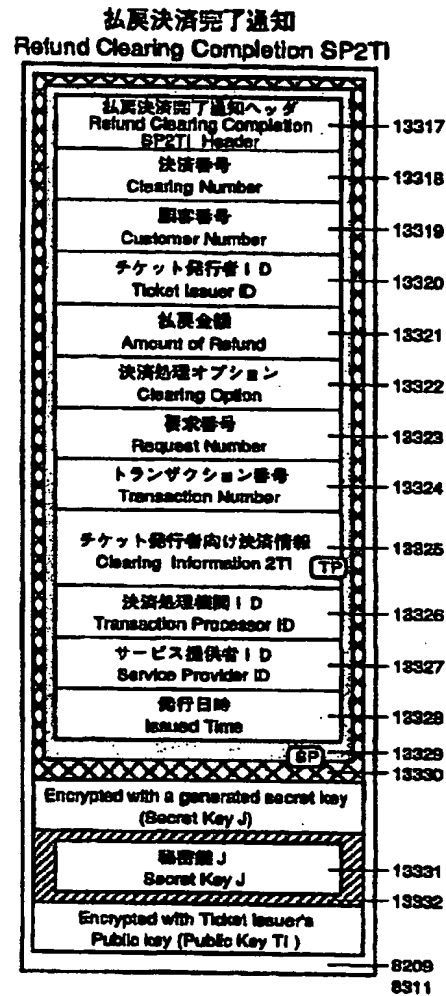 払戻決済完了通知
Refund Clearing Completion SP2TI
払戻決済完了通知ヘッダ
Refund Clearing Completion
SP2TI Header
13317
決済番号
Clearing Number
13318
顧客番号
Customer Number
13319
チケット発行者ID
Ticket Issuer ID
13320
払戻金額
Amount of Refund
13321
決済処理オプション
Clearing Option
13322
要求番号
Request Number
13323
トランザクション番号
Transaction Number
13324
チケット発行者向け決済情報
Clearing Information 2TI
TP
13325
決済処理機関ID
Transaction Processor ID
13326
サービス提供者ID
Service Provider ID
13327
発行日時
Issued Time
13328
SP
13329
13330
Encrypted with a generated secret key
(Secret Key J)
秘密鍵J
Secret Key J
13331
13332
Encrypted with Ticket Issuer's
Public key (Public Key TI)
8209
8311